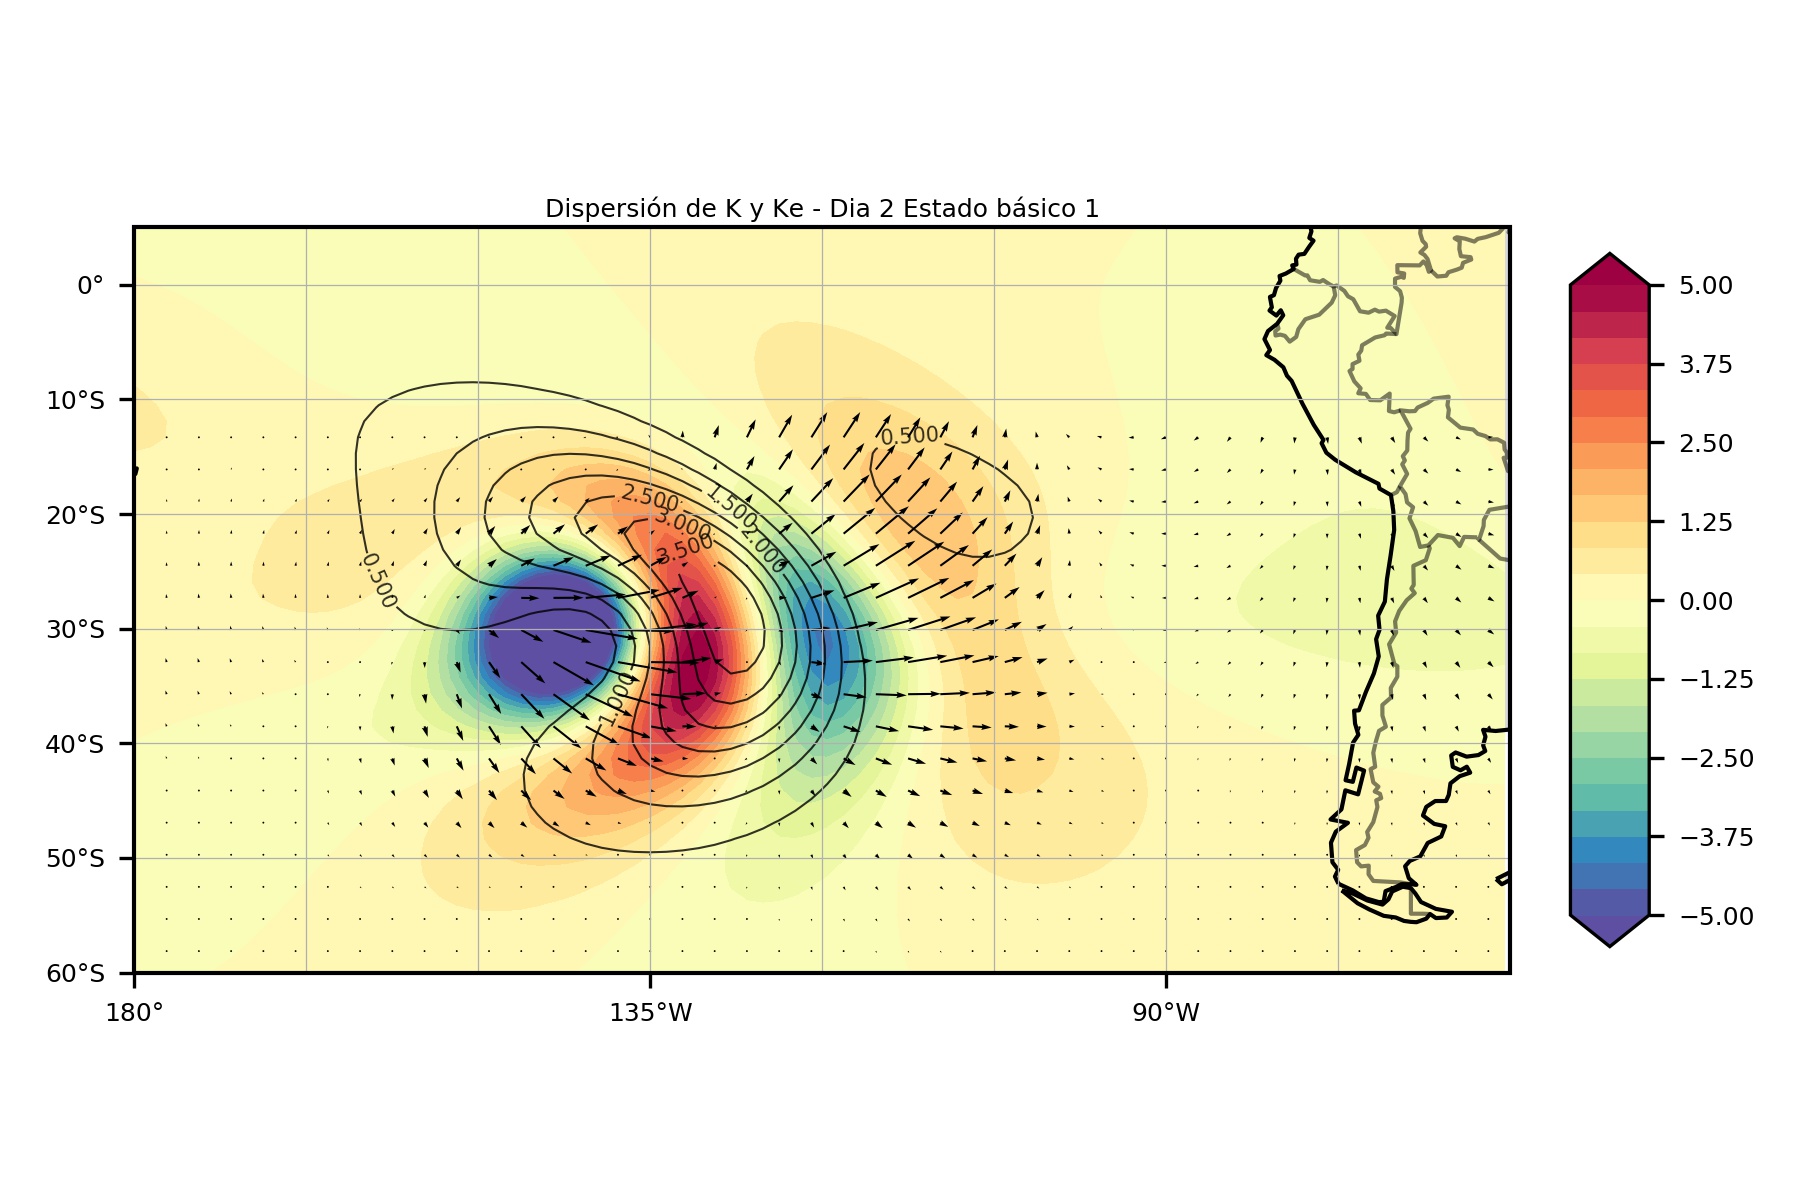 Dispersión de K y Ke - Dia 2 Estado básico 1
0°
10°S
20°S
30°S
40°S
50°S
60°S
180°
135°W
90°W
0.500
0.500
1.000
1.500
2.000
2.500
3.000
3.500
5.00
3.75
2.50
1.25
0.00
−1.25
−2.50
−3.75
−5.00